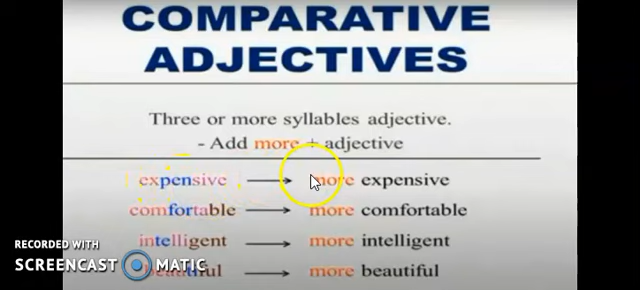 COMPARATIVE
ADJECTIVES
Three or more syllables adjective.
- Add more + adjective
expensive → more expensive
comfortable → more comfortable
intelligent → more intelligent
beautiful → more beautiful
RECORDED WITH
SCREENCAST MATIC